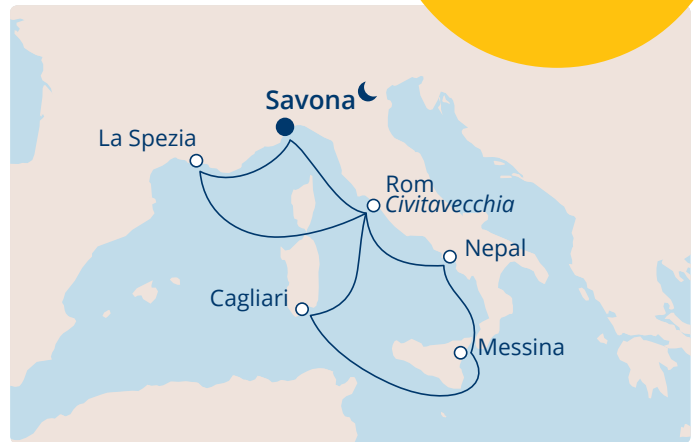 Savona
La Spezia
Rom
Civitavecchia
Nepal
Cagliari
Messina